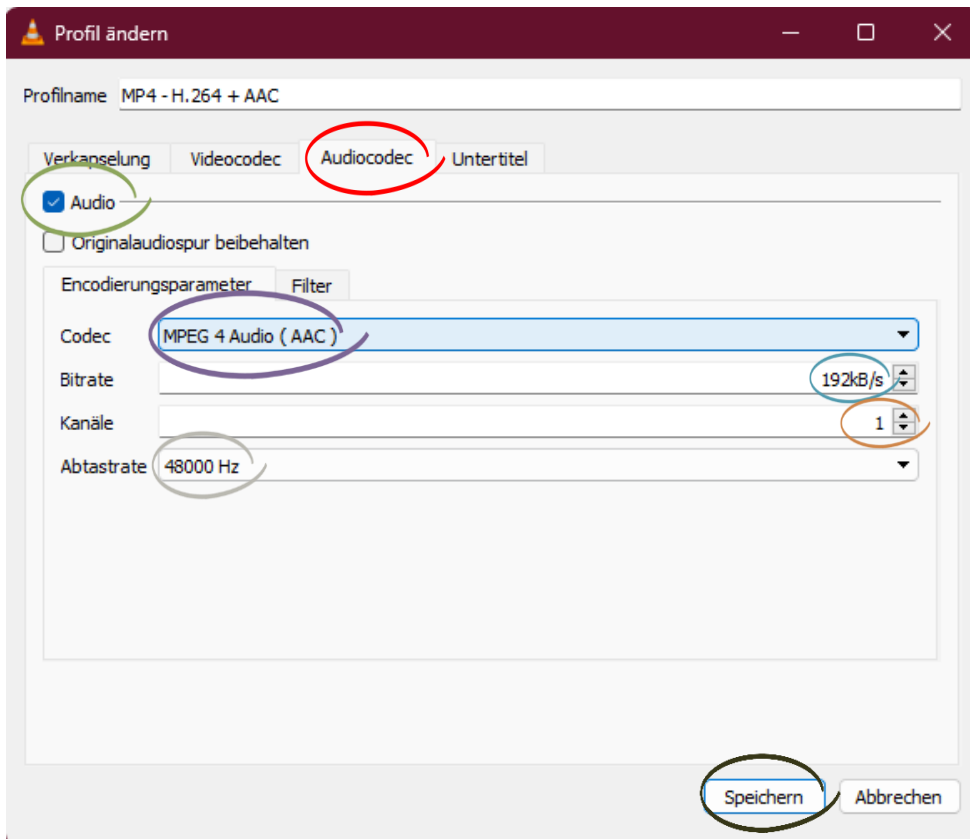 Profil ändern
Profilname MP4 - H.264 + AAC
Verkapselung Videocodec Audiocodec Untertitel
Audio
Originalaudiospur beibehalten
Encodierungsparameter Filter
Codec MPEG 4 Audio ( AAC )
Bitrate 192kB/s
Kanäle 1
Abtastrate 48000 Hz
Speichern Abbrechen